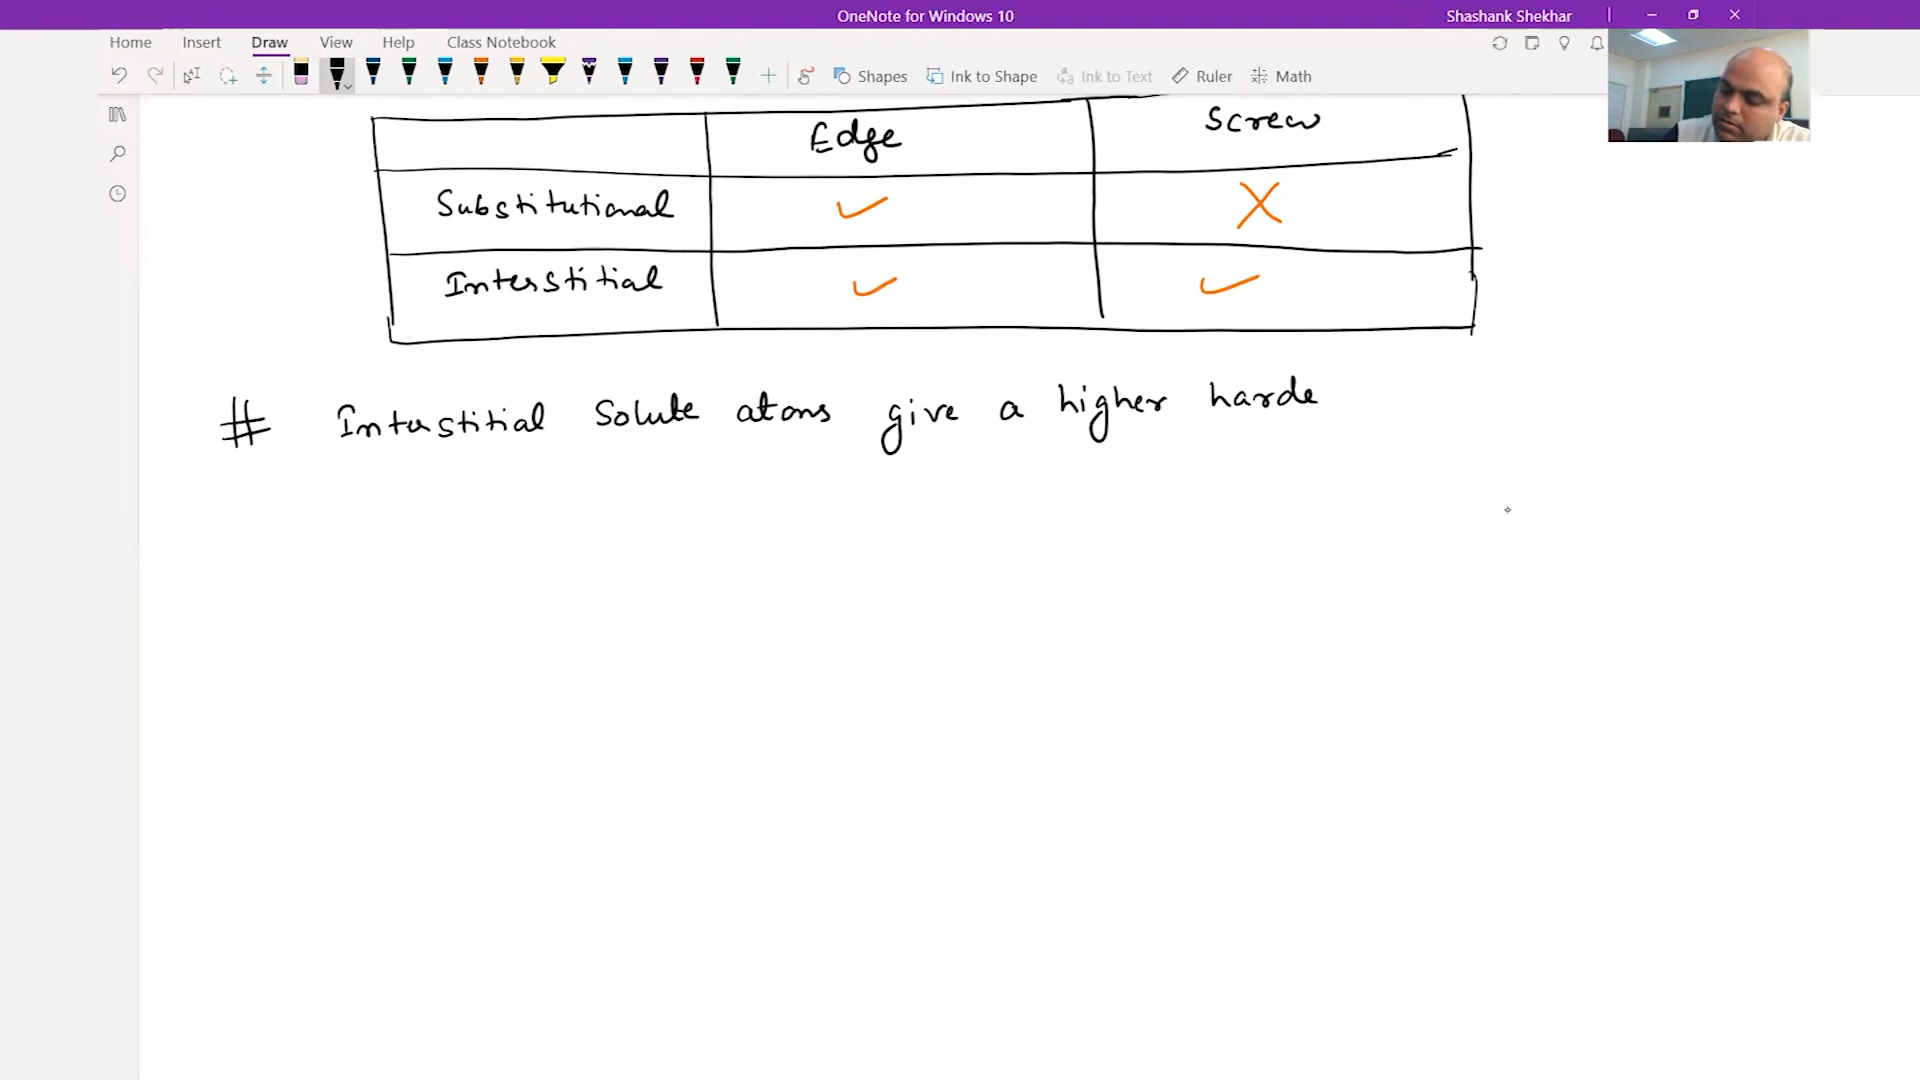 OneNote for Windows 10
Shashank Shekhar
Home Insert Draw View Help Class Notebook
Shapes Ink to Shape Ink to Text Ruler Math
Edge Screw
Substitutional ✓ X
Interstitial ✓ ✓
# Interstitial Solute atoms give a higher harde